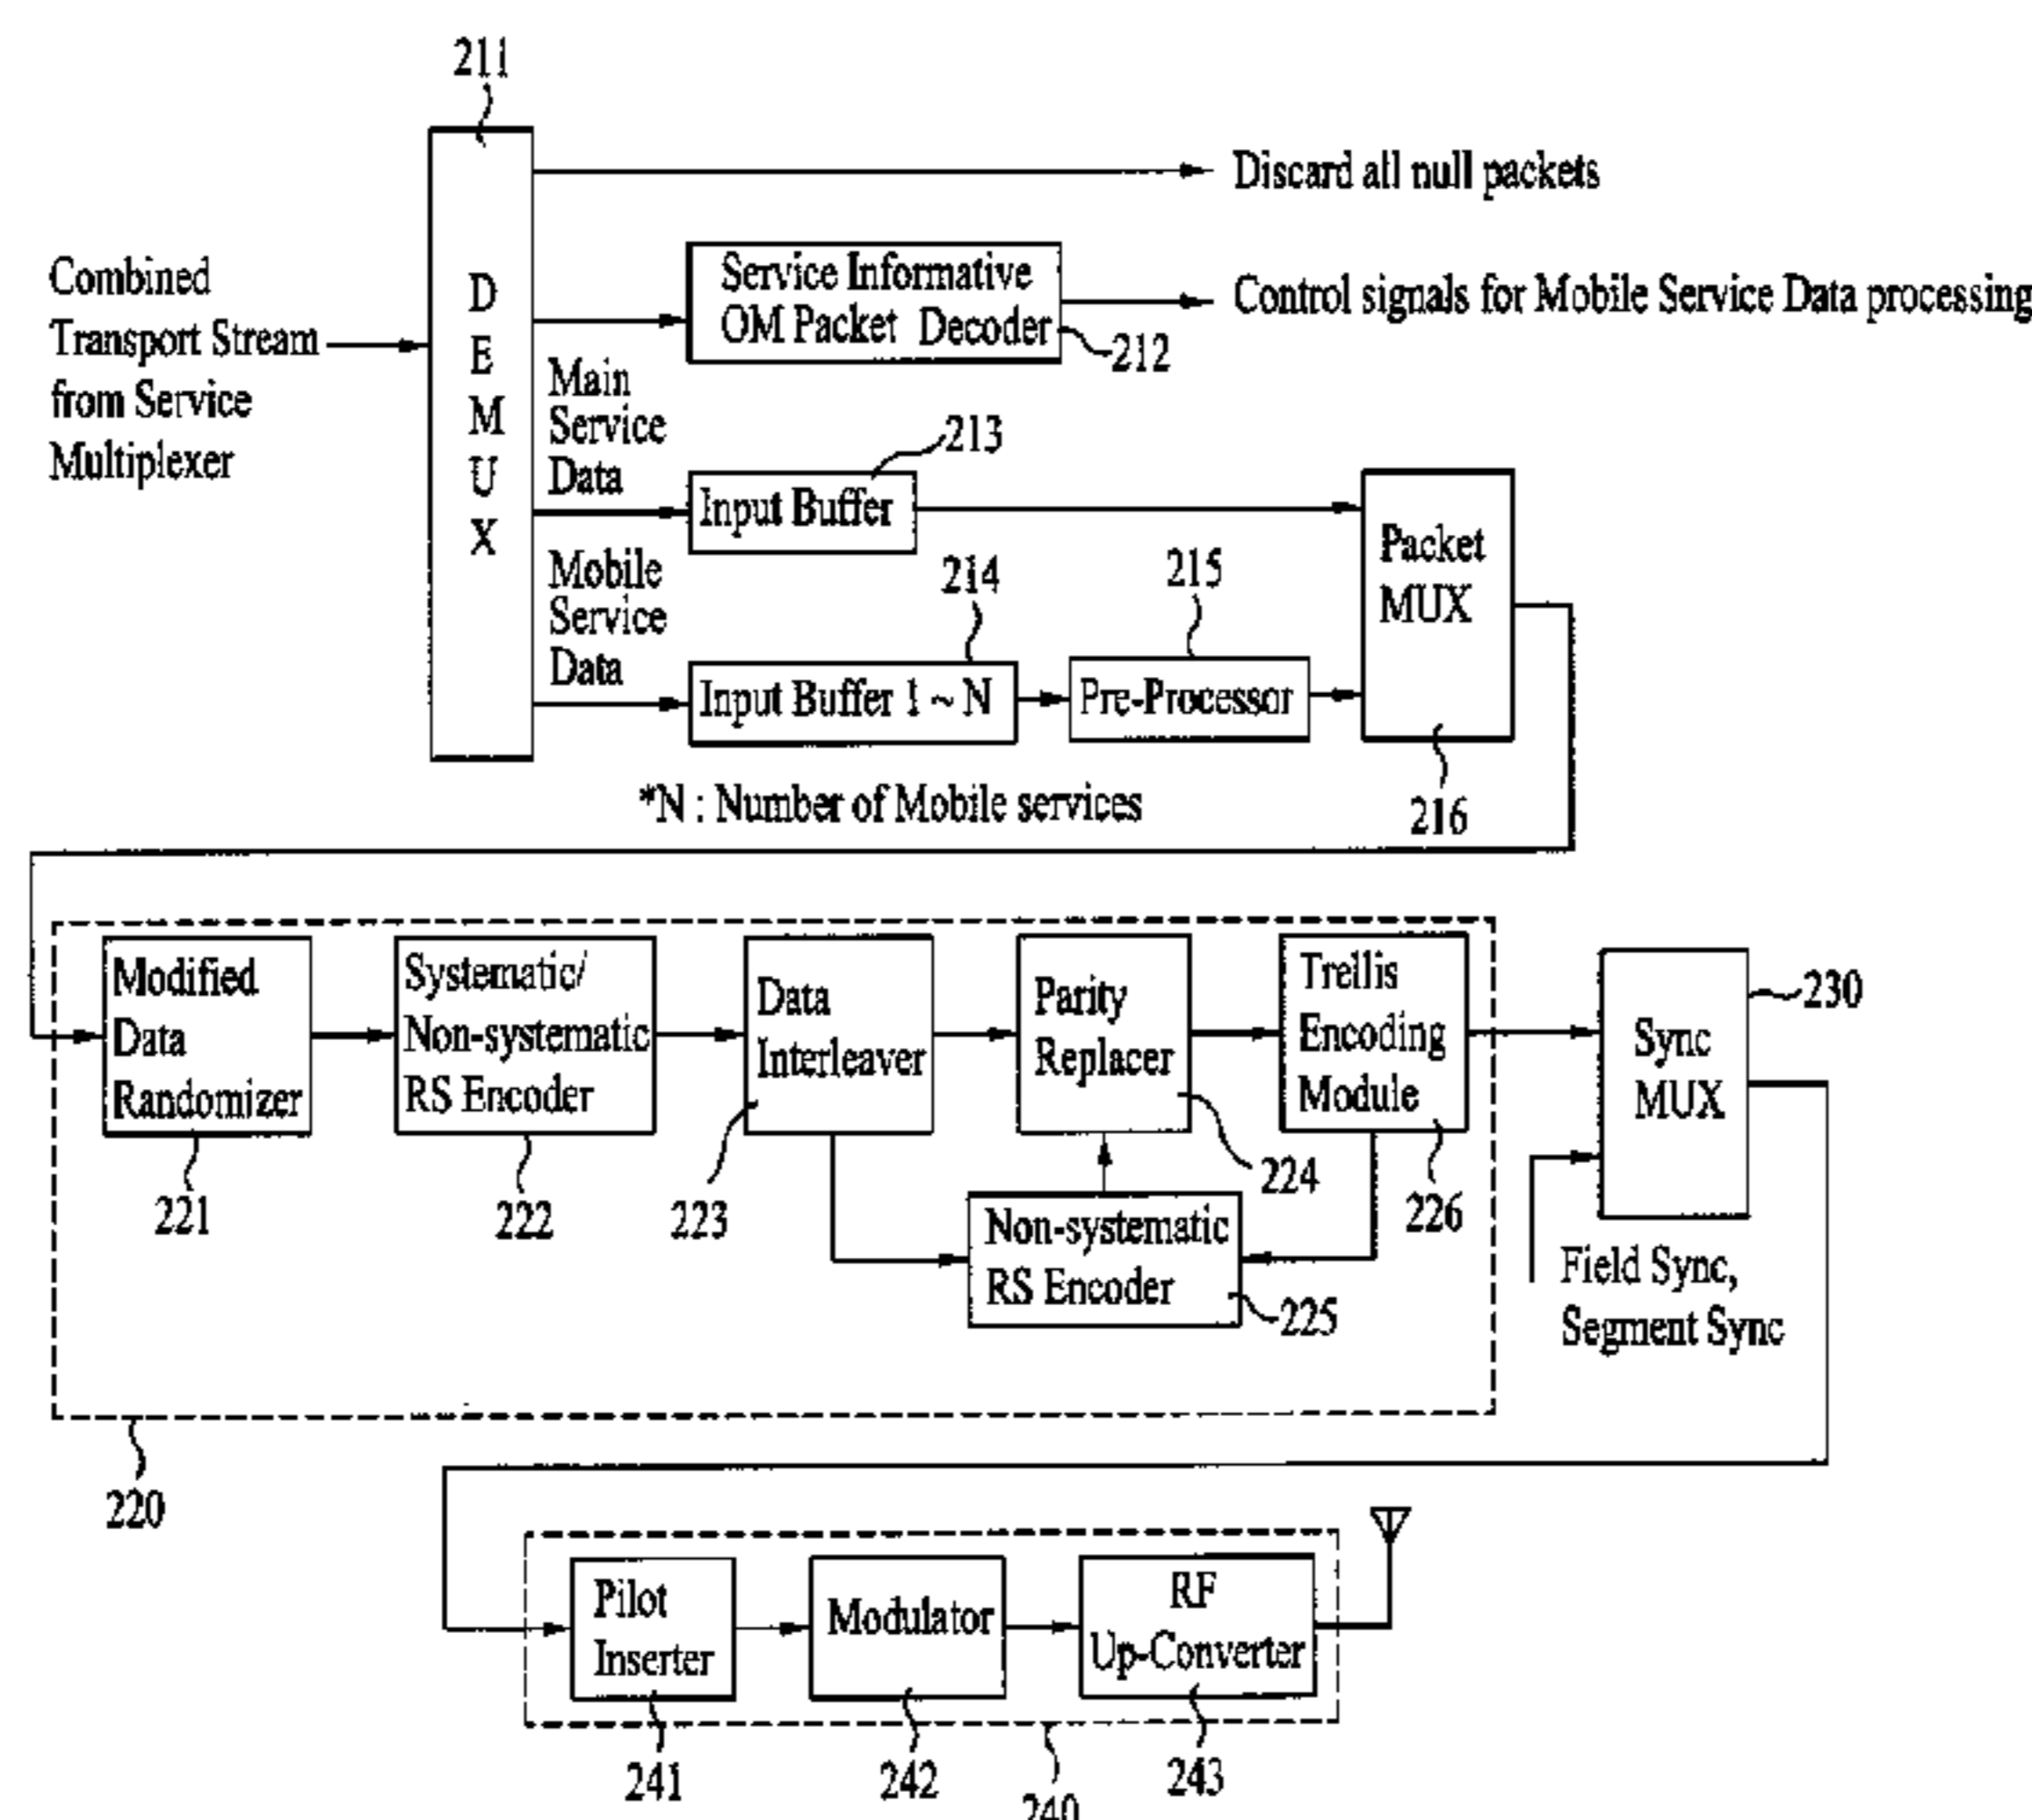 211
Discard all null packets
Combined
Transport Stream
from Service
Multiplexer
D
E
M
U
X
Service Informative
OM Packet Decoder
212
Control signals for Mobile Service Data processing
Main
Service
Data
213
Input Buffer
Mobile
Service
Data
214
Input Buffer 1 ~ N
215
Pre-Processor
Packet
MUX
216
*N : Number of Mobile services
Modified
Data
Randomizer
221
Systematic/
Non-systematic
RS Encoder
222
Data
Interleaver
223
Parity
Replacer
224
Trellis
Encoding
Module
226
Non-systematic
RS Encoder
225
Sync
MUX
230
Field Sync,
Segment Sync
220
Pilot
Inserter
241
Modulator
242
RF
Up-Converter
243
240